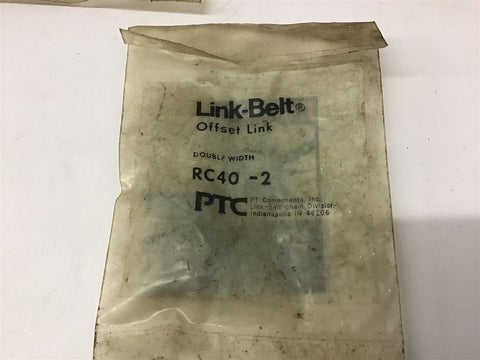 Link-Belt®
Offset Link
DOUBLE WIDTH
RC40 -2
PTC
PT Components, Inc.
Link-Belt Chain Division
Indianapolis IN 46206